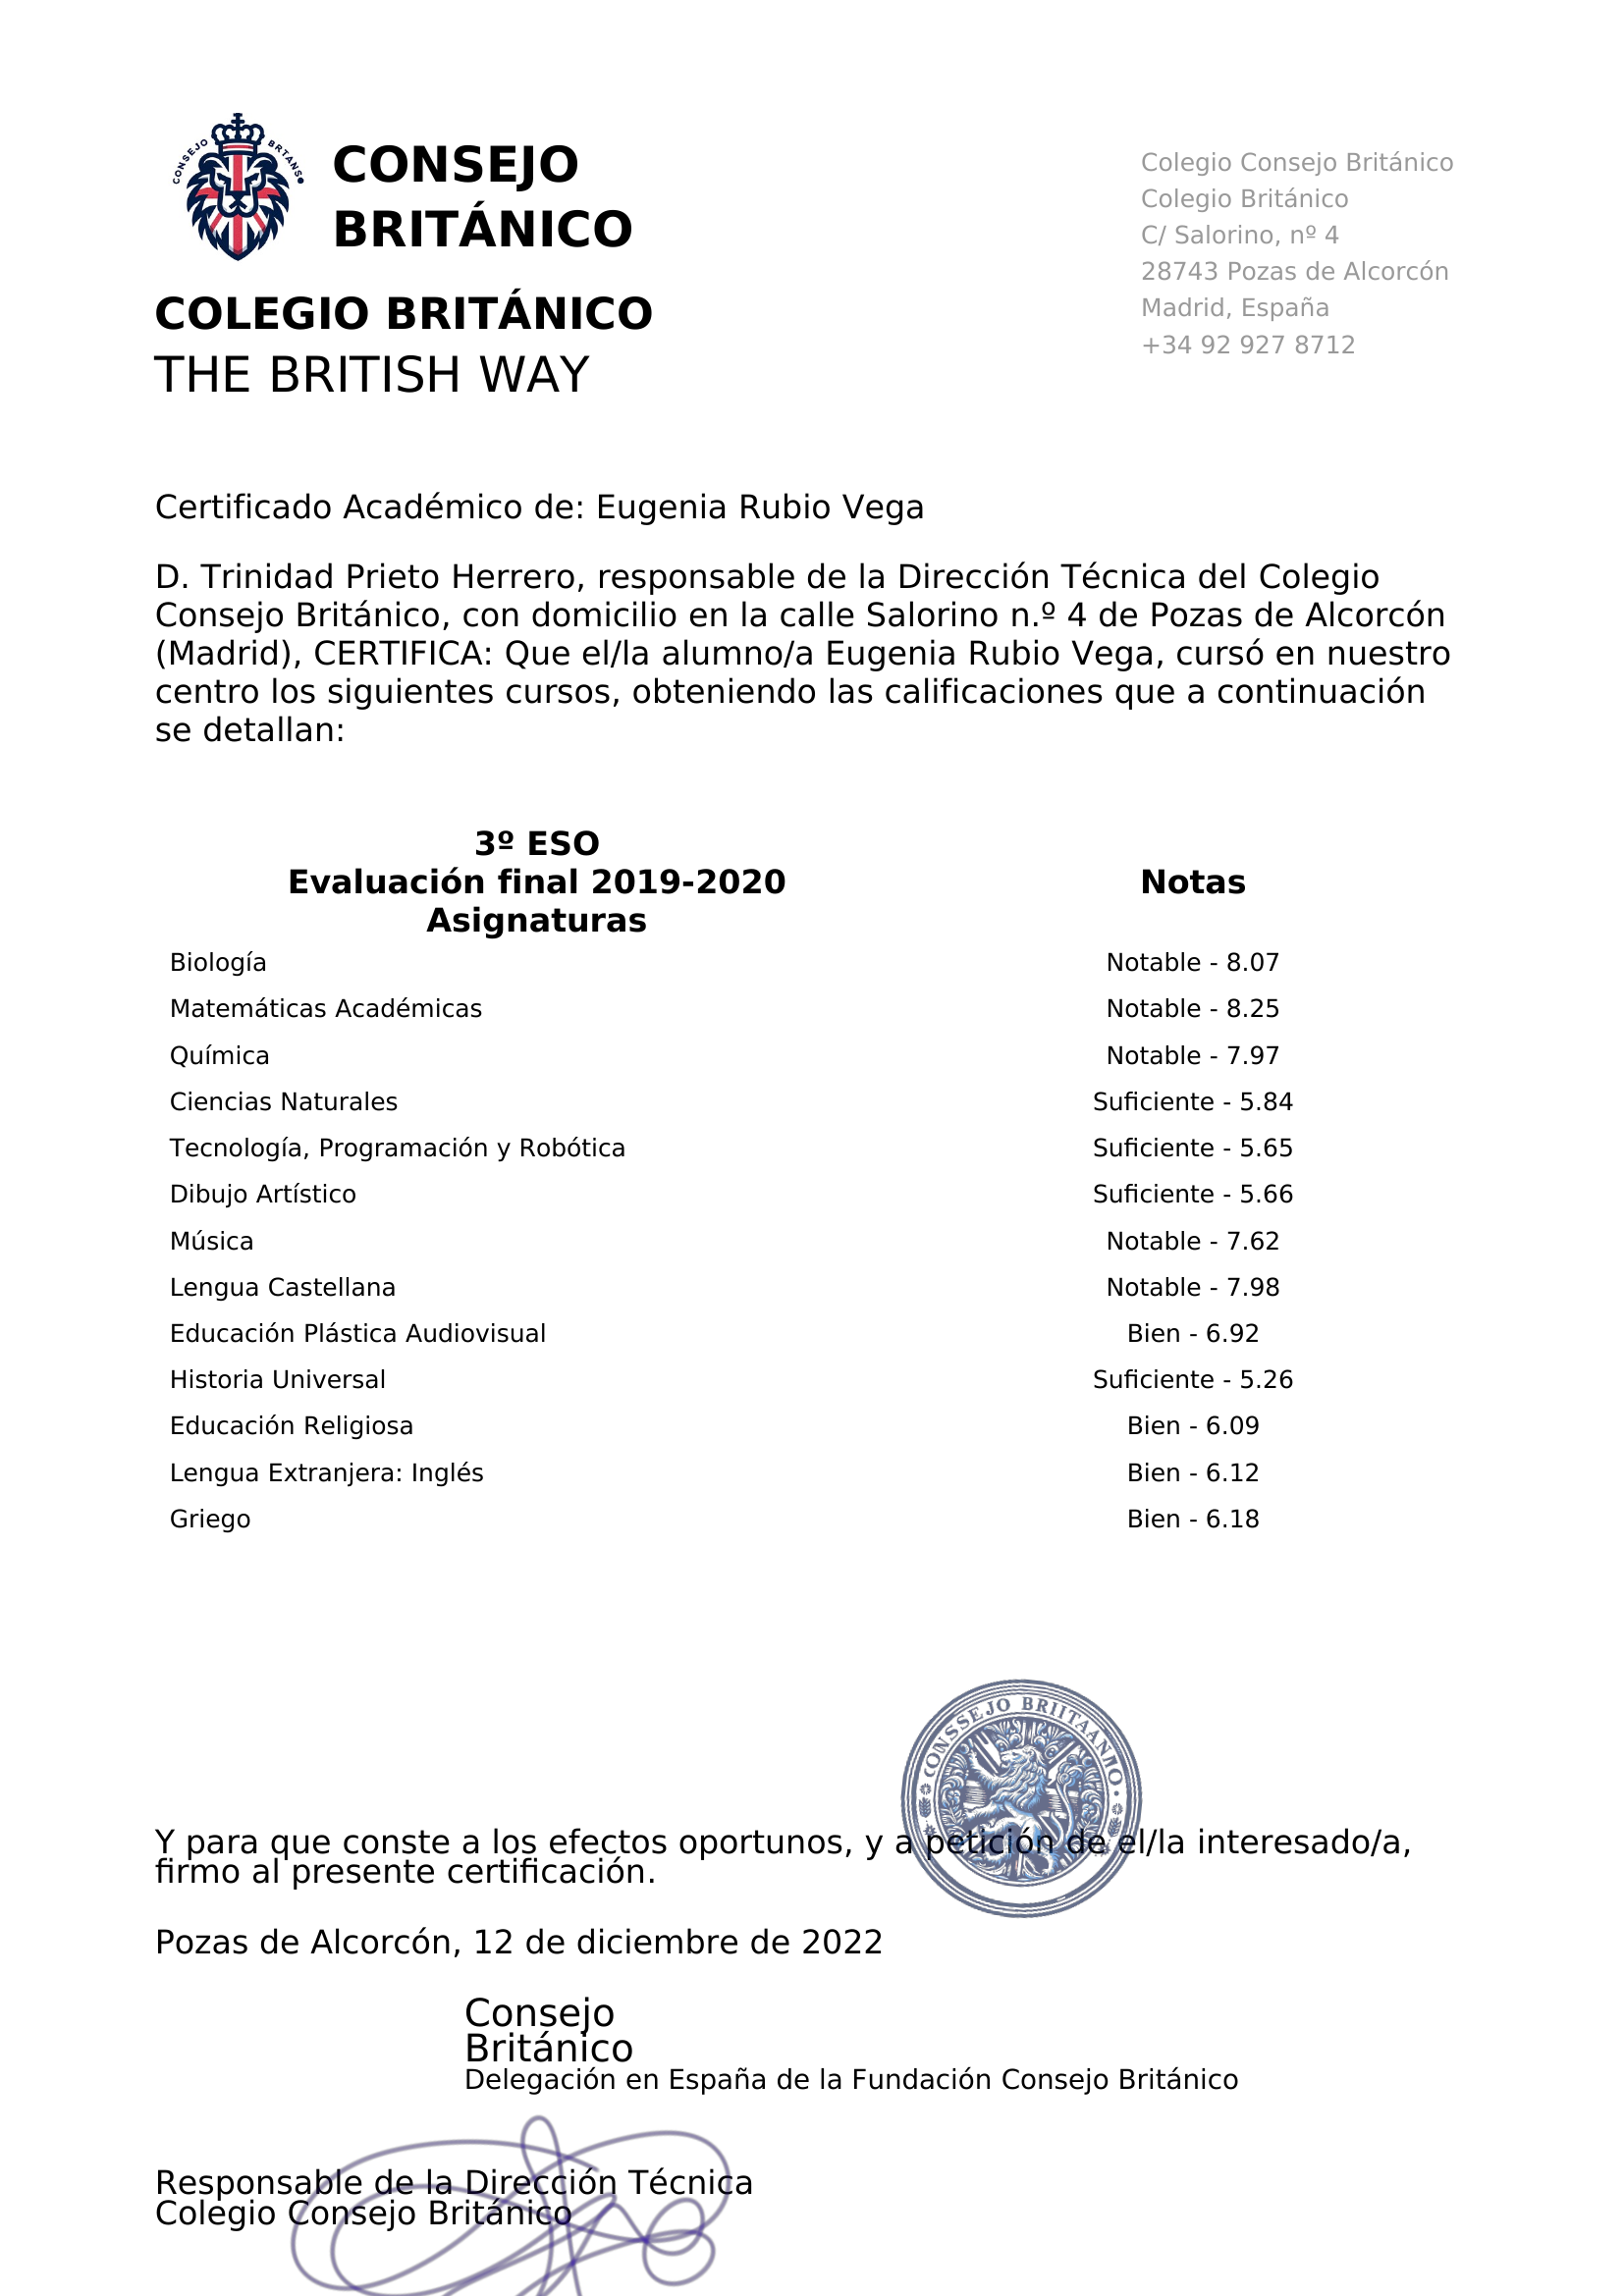 CONSEJO BRTANS
CONSEJO
BRITÁNICO
COLEGIO BRITÁNICO
THE BRITISH WAY
Colegio Consejo Británico
Colegio Británico
C/ Salorino, nº 4
28743 Pozas de Alcorcón
Madrid, España
+34 92 927 8712
Certificado Académico de: Eugenia Rubio Vega
D. Trinidad Prieto Herrero, responsable de la Dirección Técnica del Colegio
Consejo Británico, con domicilio en la calle Salorino n.º 4 de Pozas de Alcorcón
(Madrid), CERTIFICA: Que el/la alumno/a Eugenia Rubio Vega, cursó en nuestro
centro los siguientes cursos, obteniendo las calificaciones que a continuación
se detallan:
3º ESO
Evaluación final 2019-2020 Notas
Asignaturas
Biología Notable - 8.07
Matemáticas Académicas Notable - 8.25
Química Notable - 7.97
Ciencias Naturales Suficiente - 5.84
Tecnología, Programación y Robótica Suficiente - 5.65
Dibujo Artístico Suficiente - 5.66
Música Notable - 7.62
Lengua Castellana Notable - 7.98
Educación Plástica Audiovisual Bien - 6.92
Historia Universal Suficiente - 5.26
Educación Religiosa Bien - 6.09
Lengua Extranjera: Inglés Bien - 6.12
Griego Bien - 6.18
CONSSEJO BRIITAANMO
Y para que conste a los efectos oportunos, y a petición de el/la interesado/a,
firmo al presente certificación.
Pozas de Alcorcón, 12 de diciembre de 2022
Consejo
Británico
Delegación en España de la Fundación Consejo Británico
Responsable de la Dirección Técnica
Colegio Consejo Británico